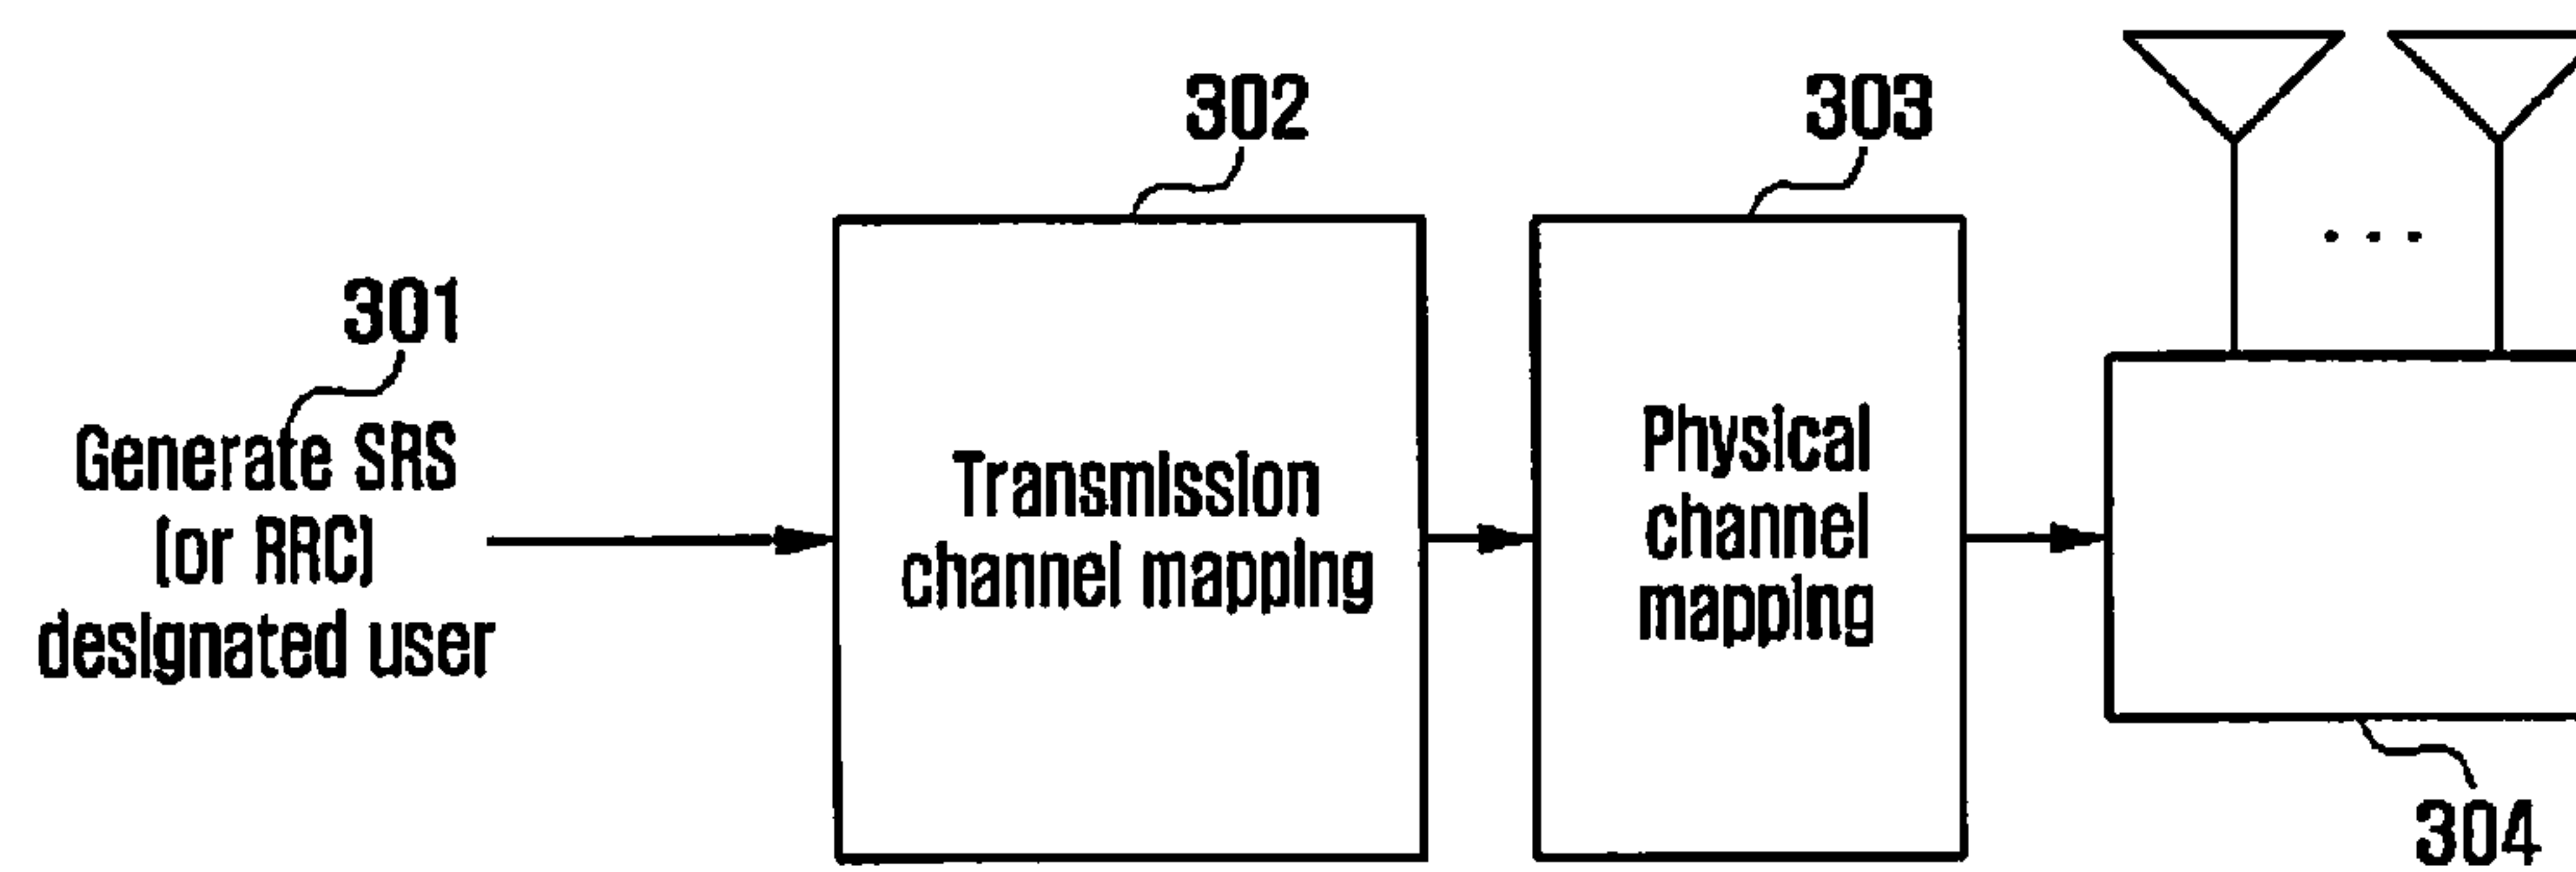 301
Generate SRS
(or RRC)
designated user
302
Transmission
channel mapping
303
Physical
channel
mapping
304